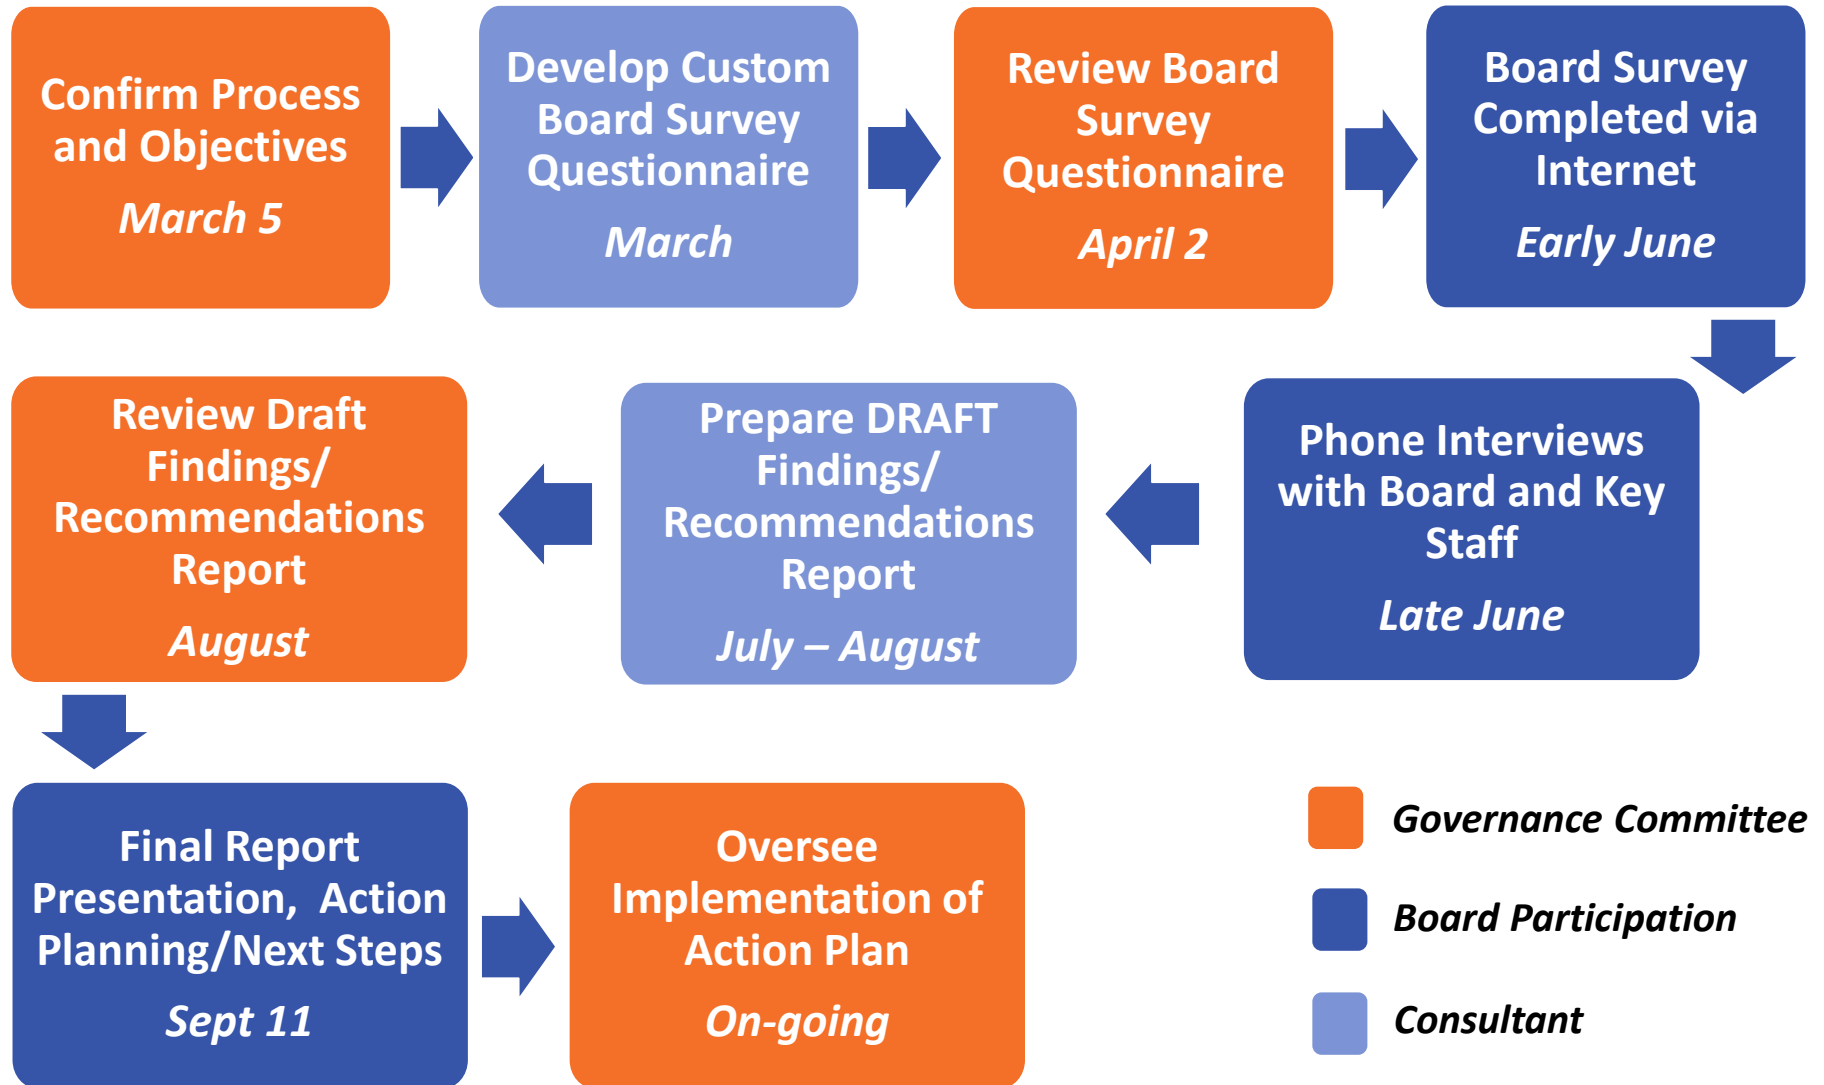 Confirm Process
and Objectives
March 5
Develop Custom
Board Survey
Questionnaire
March
Review Board
Survey
Questionnaire
April 2
Board Survey
Completed via
Internet
Early June
Phone Interviews
with Board and Key
Staff
Late June
Prepare DRAFT
Findings/
Recommendations
Report
July – August
Review Draft
Findings/
Recommendations
Report
August
Final Report
Presentation,  Action
Planning/Next Steps
Sept 11
Oversee
Implementation of
Action Plan
On-going
Governance Committee
Board Participation
Consultant